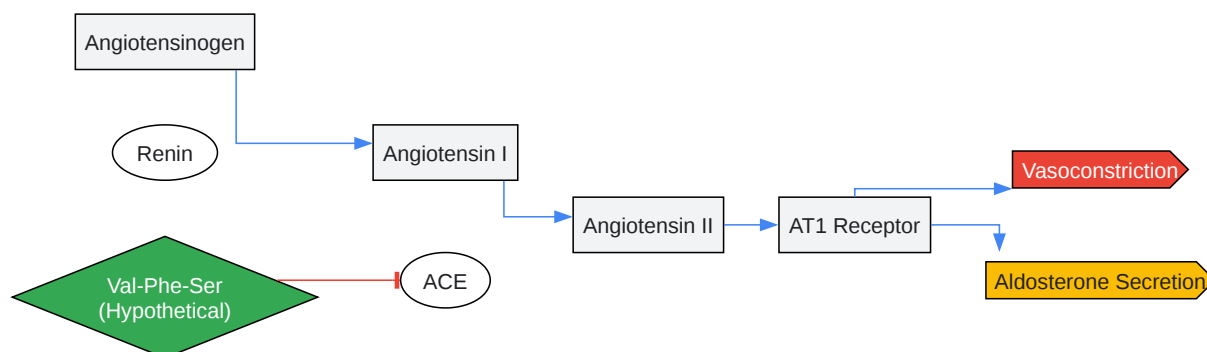 Angiotensinogen
Renin
Angiotensin I
Vasoconstriction
Angiotensin II
AT1 Receptor
Val-Phe-Ser
(Hypothetical)
ACE
Aldosterone Secretion